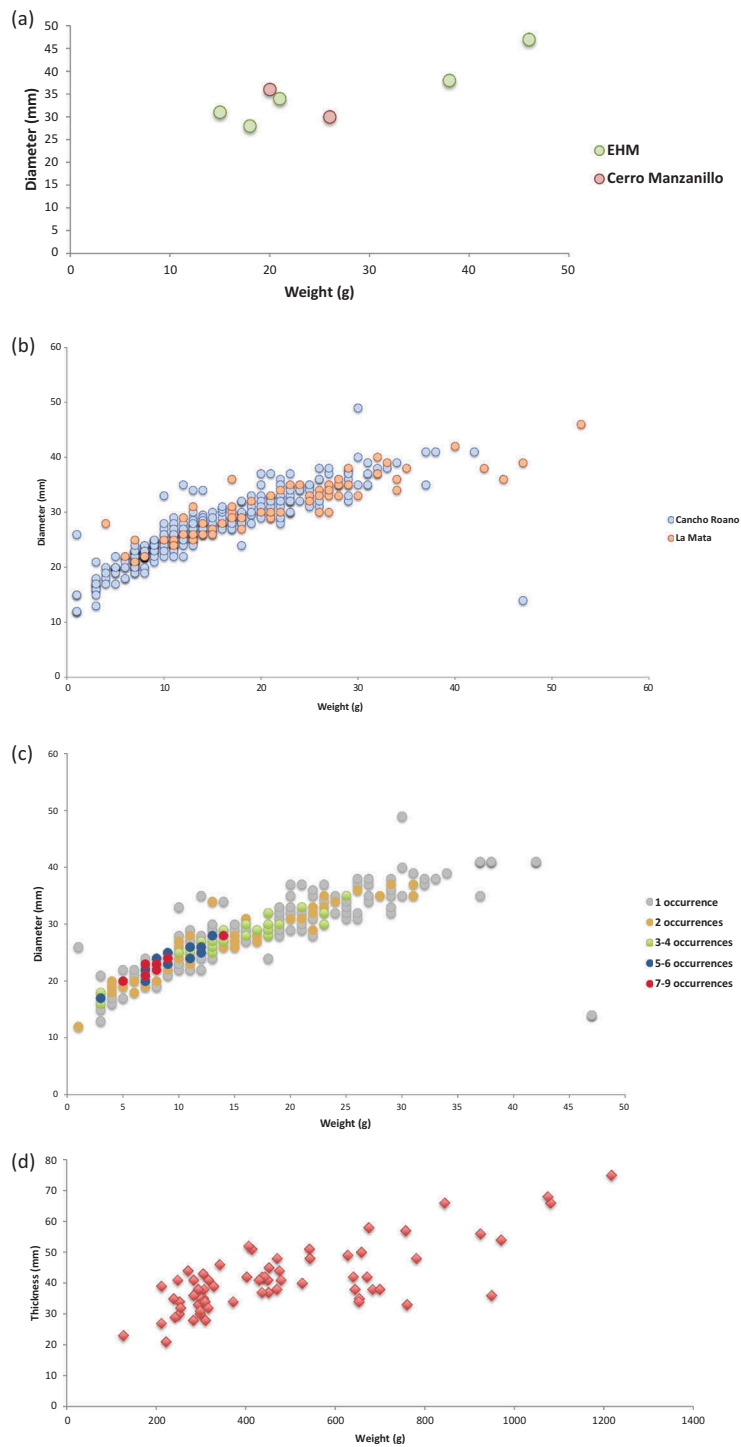 (a)
50
45
40
35
30
25
20
15
10
5
0
Diameter (mm)
0 10 20 30 40 50
Weight (g)
EHM
Cerro Manzanillo
(b)
60
50
40
30
20
10
0
Diameter (mm)
0 10 20 30 40 50 60
Weight (g)
Cancho Roano
La Mata
(c)
60
50
40
30
20
10
0
Diameter (mm)
0 5 10 15 20 25 30 35 40 45 50
Weight (g)
1 occurrence
2 occurrences
3-4 occurrences
5-6 occurrences
7-9 occurrences
(d)
80
70
60
50
40
30
20
10
0
Thickness (mm)
0 200 400 600 800 1000 1200 1400
Weight (g)